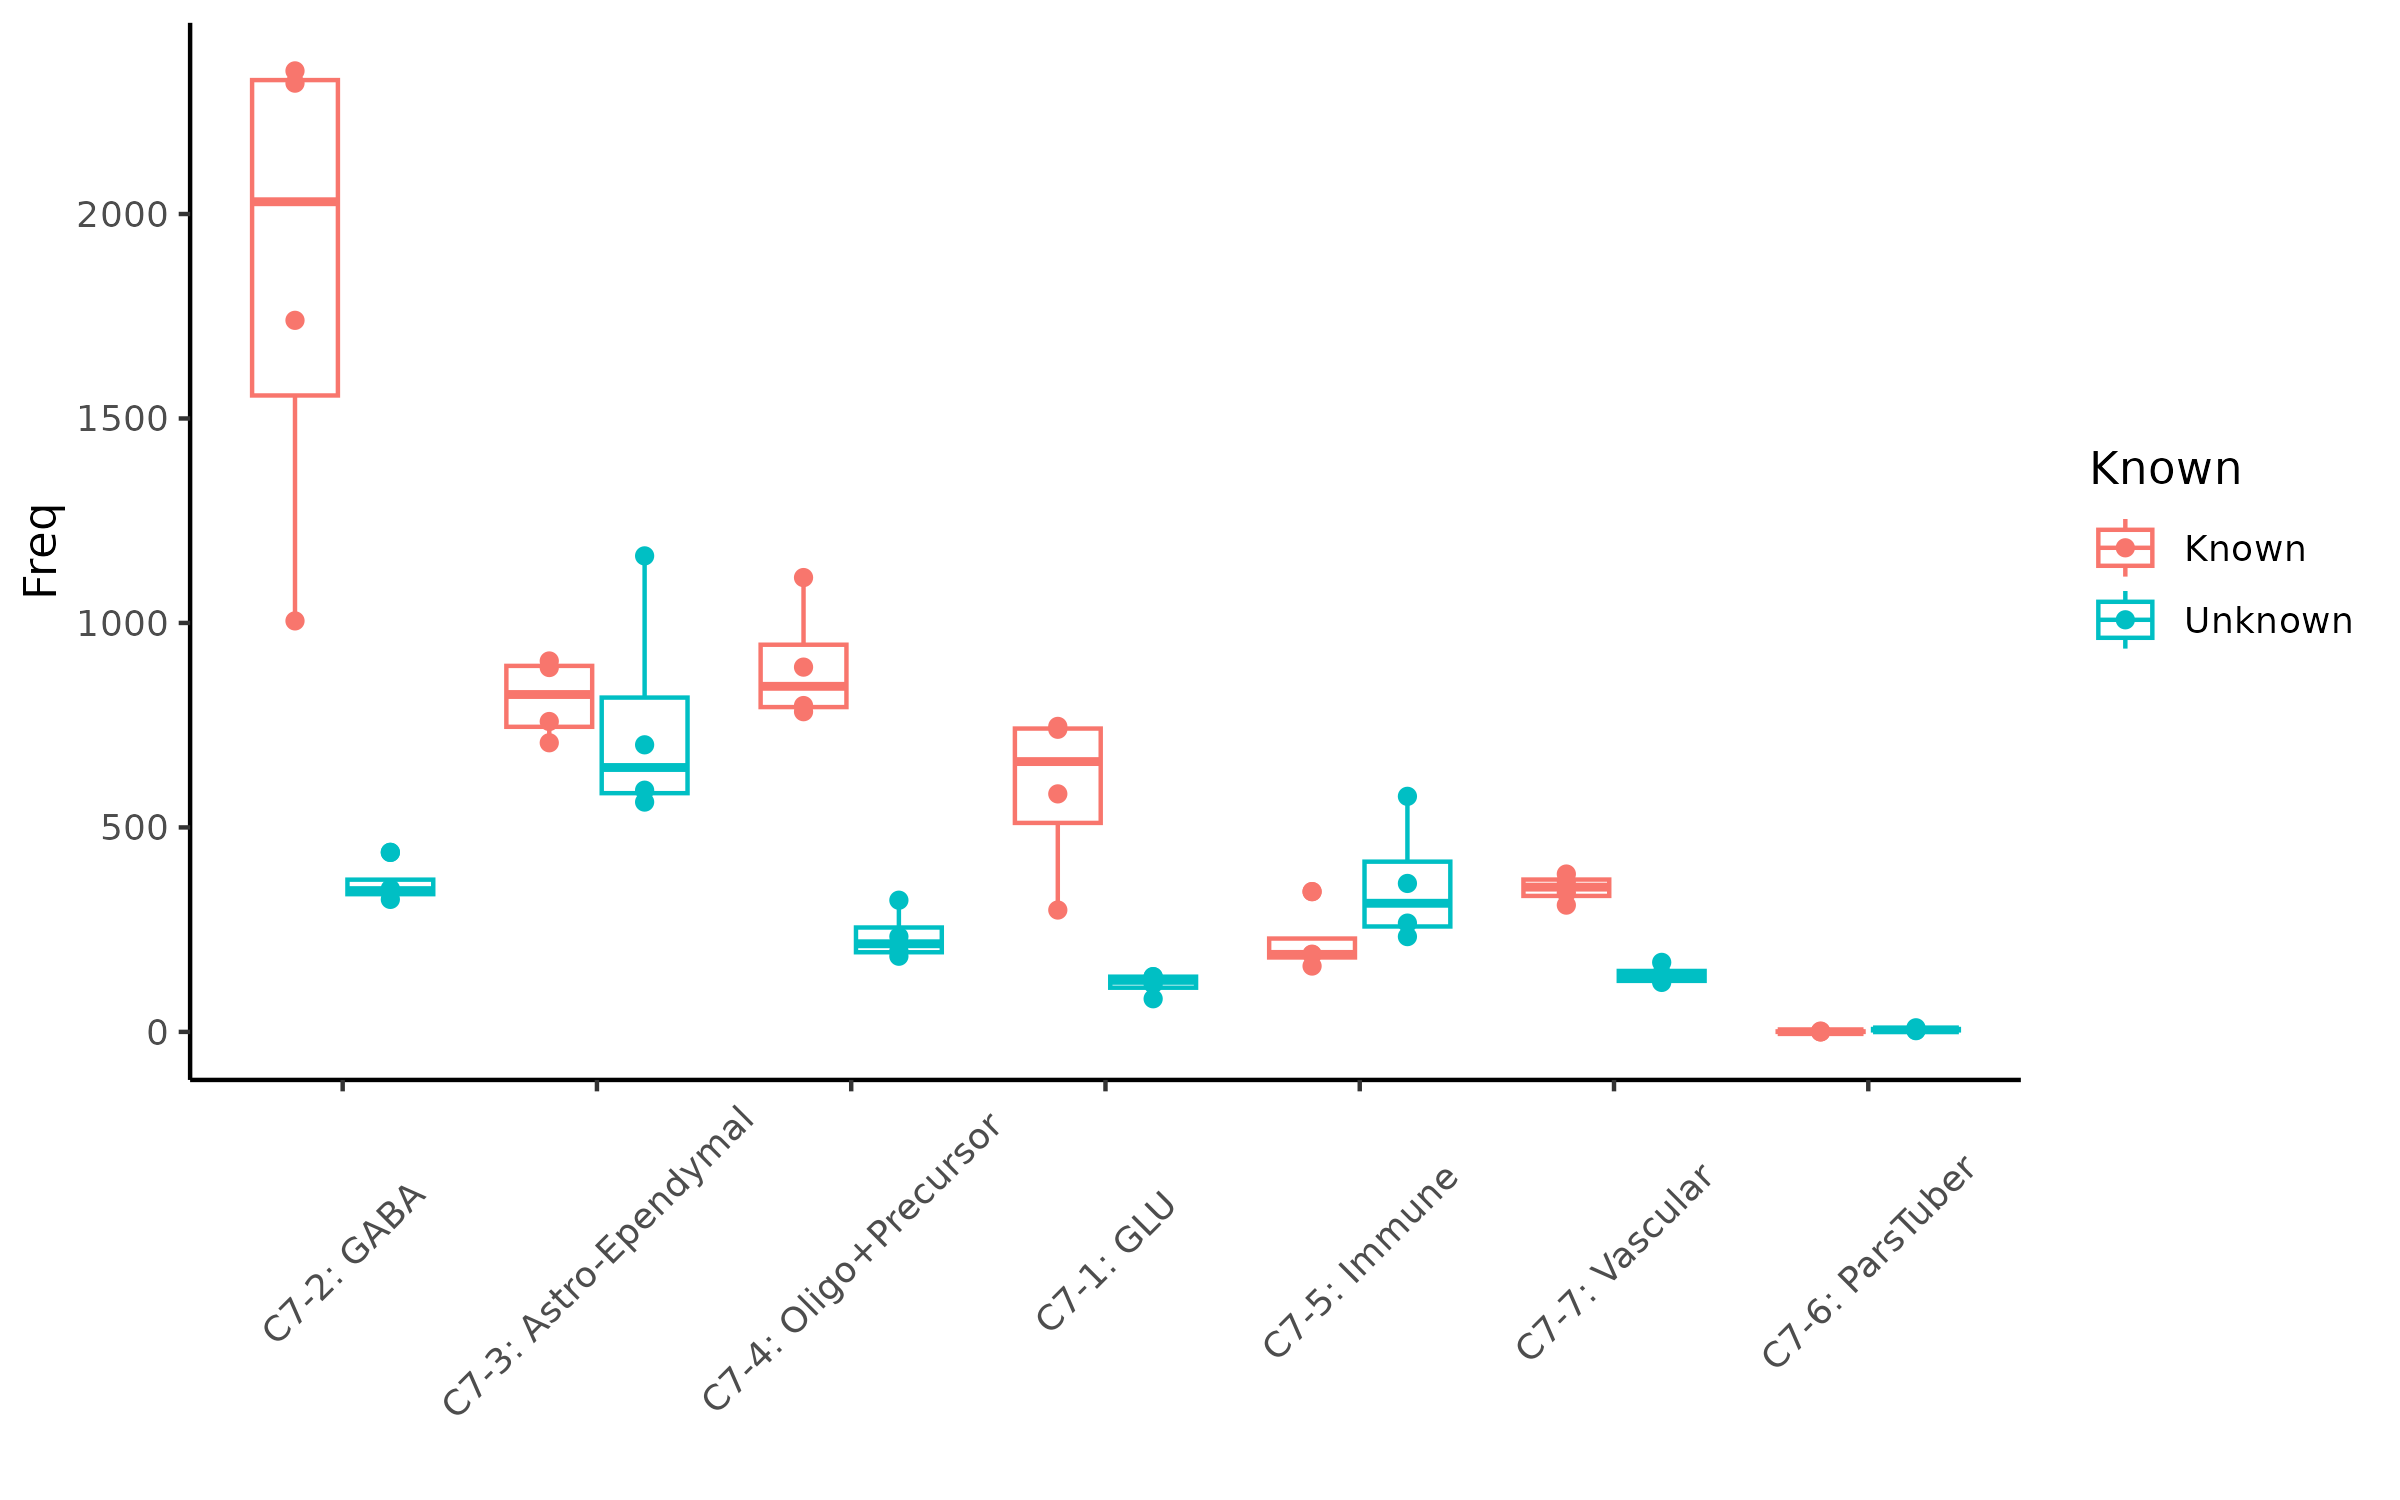 Freq
2000
1500
1000
500
0
C7-2: GABA
C7-3: Astro-Ependymal
C7-4: Oligo+Precursor
C7-1: GLU
C7-5: Immune
C7-7: Vascular
C7-6: ParsTuber
Known
Known
Unknown